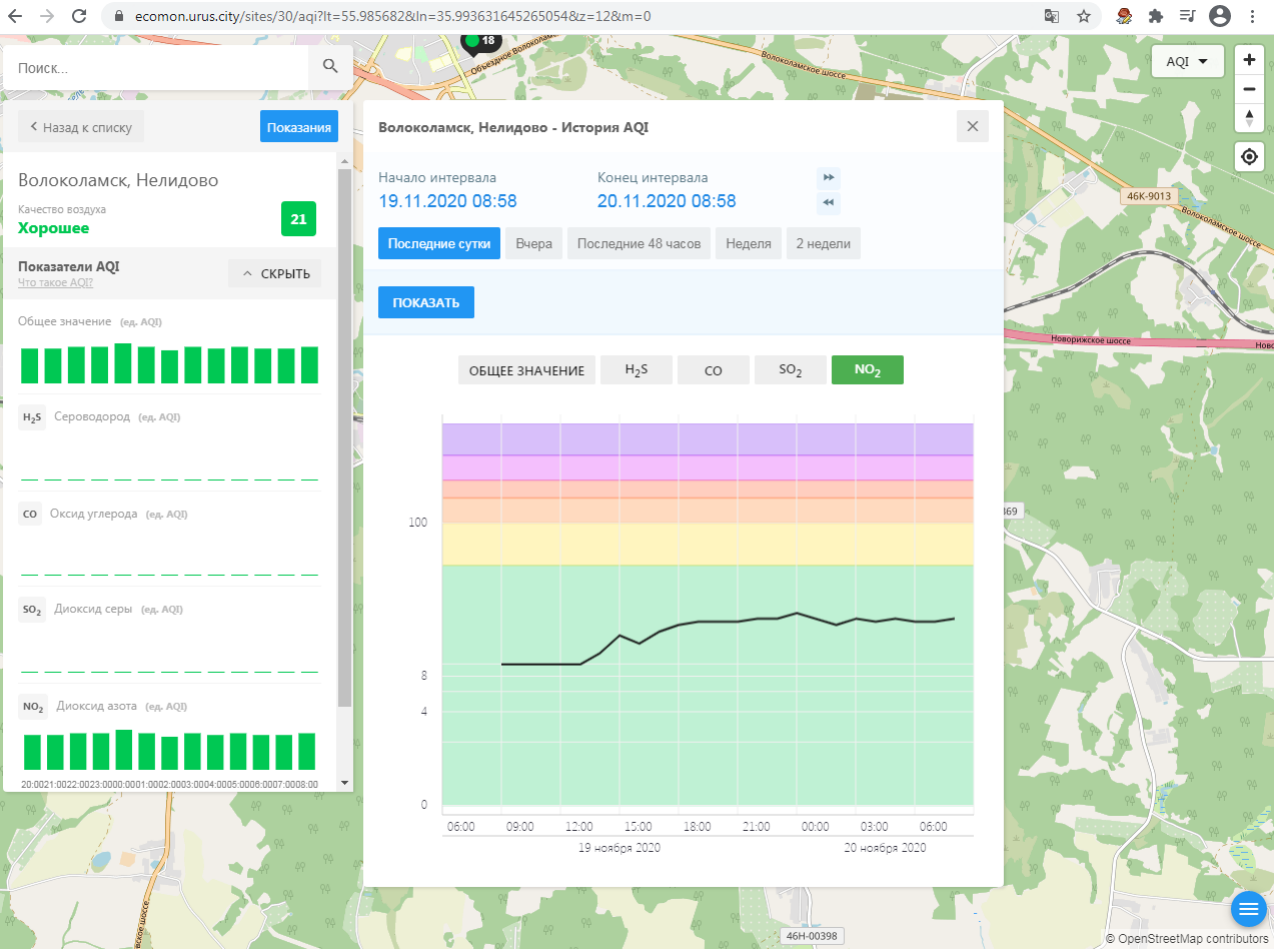 ecomon.urus.city/sites/30/aqi?lt=55.985682&ln=35.993631645265054&z=12&m=0
18
Объездное Волоколамск
Волоколамское шоссе
Поиск...
AQI
Назад к списку
Показания
Волоколамск, Нелидово
Качество воздуха
Хорошее
21
Показатели AQI
Что такое AQI?
СКРЫТЬ
Общее значение (ед. AQI)
H2S Сероводород (ед. AQI)
CO Оксид углерода (ед. AQI)
SO2 Диоксид серы (ед. AQI)
NO2 Диоксид азота (ед. AQI)
20:00 21:00 22:00 23:00 00:00 01:00 02:00 03:00 04:00 05:00 06:00 07:00 08:00
Волоколамск, Нелидово - История AQI
Начало интервала
19.11.2020 08:58
Конец интервала
20.11.2020 08:58
Последние сутки
Вчера
Последние 48 часов
Неделя
2 недели
ПОКАЗАТЬ
ОБЩЕЕ ЗНАЧЕНИЕ
H2S
CO
SO2
NO2
100
8
4
0
06:00 09:00 12:00 15:00 18:00 21:00 00:00 03:00 06:00
19 ноября 2020
20 ноября 2020
46К-9013
Волоколамское шоссе
Новорижское шоссе
Ново
369
ское шоссе
46Н-00398
© OpenStreetMap contributors